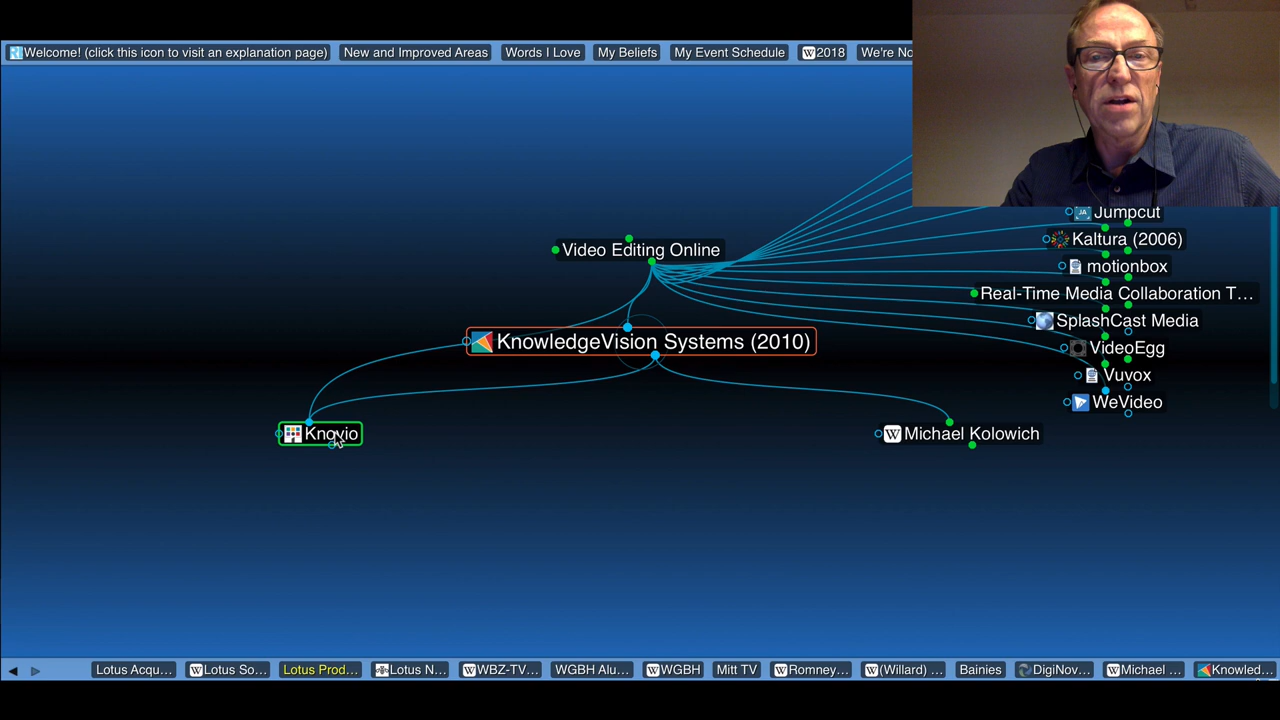 Welcome! (click this icon to visit an explanation page)
New and Improved Areas
Words I Love
My Beliefs
My Event Schedule
W 2018
We're No
JA Jumpcut
Kaltura (2006)
Video Editing Online
motionbox
Real-Time Media Collaboration T...
SplashCast Media
KnowledgeVision Systems (2010)
VideoEgg
Vuvox
WeVideo
Knovio
W Michael Kolowich
Lotus Acqu...
W Lotus So...
Lotus Prod...
Lotus N...
W WBZ-TV...
WGBH Alu...
W WGBH
Mitt TV
W Romney...
W (Willard) ...
Bainies
DigiNov...
W Michael ...
Knowled...